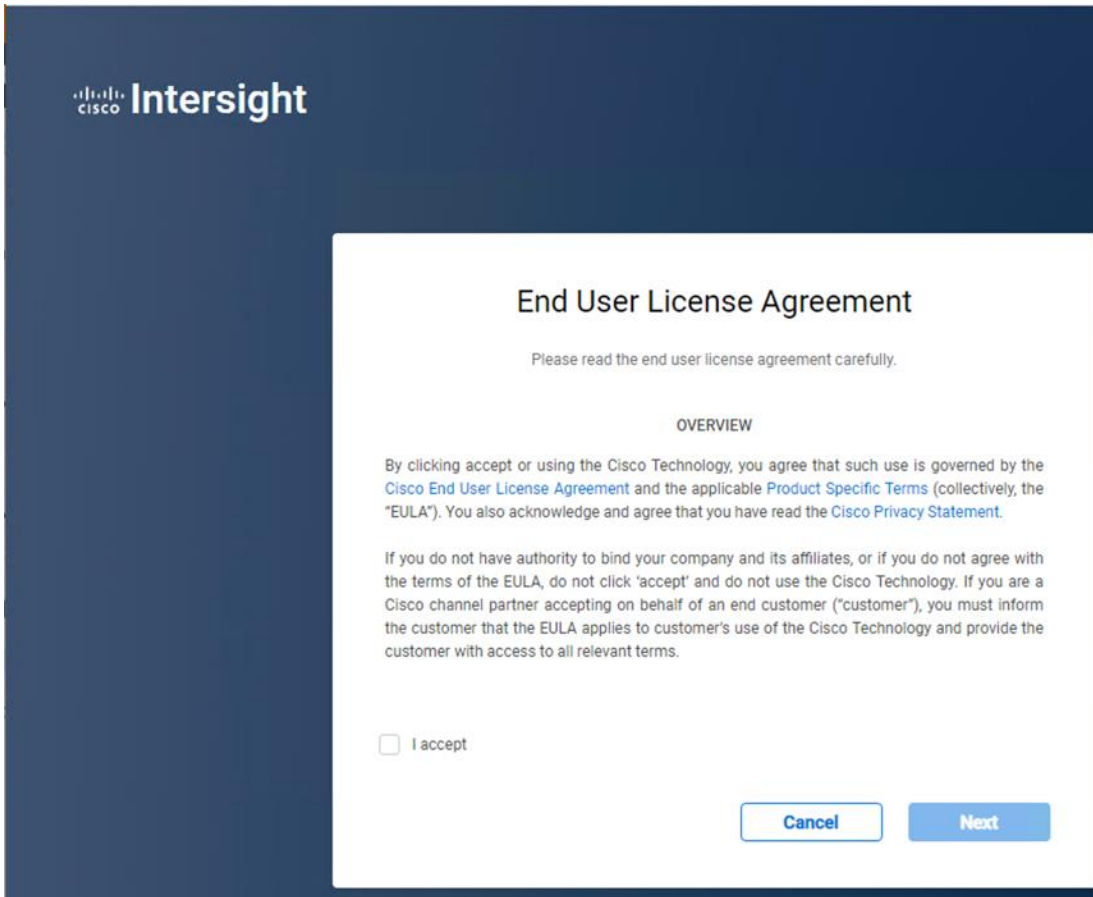 CISCO Intersight
End User License Agreement
Please read the end user license agreement carefully.
OVERVIEW
By clicking accept or using the Cisco Technology, you agree that such use is governed by the
Cisco End User License Agreement and the applicable Product Specific Terms (collectively, the
“EULA”). You also acknowledge and agree that you have read the Cisco Privacy Statement.
If you do not have authority to bind your company and its affiliates, or if you do not agree with
the terms of the EULA, do not click ‘accept’ and do not use the Cisco Technology. If you are a
Cisco channel partner accepting on behalf of an end customer (“customer”), you must inform
the customer that the EULA applies to customer’s use of the Cisco Technology and provide the
customer with access to all relevant terms.
I accept
Cancel Next